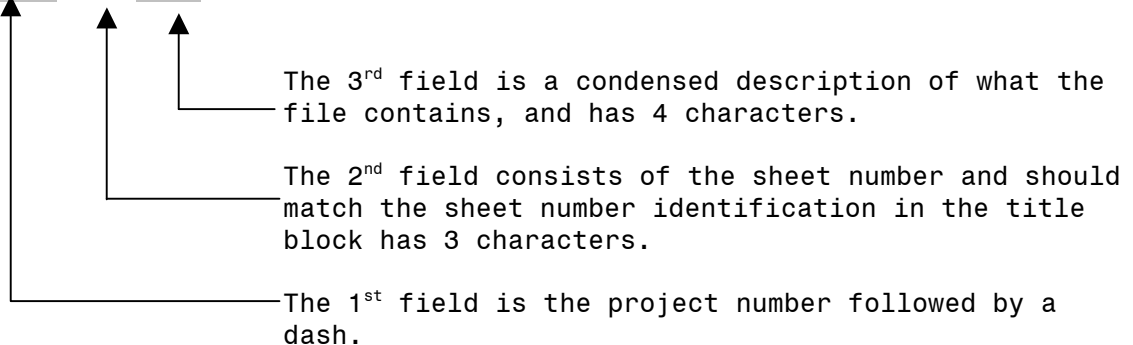 The 3rd field is a condensed description of what the
file contains, and has 4 characters.
The 2nd field consists of the sheet number and should
match the sheet number identification in the title
block has 3 characters.
The 1st field is the project number followed by a
dash.